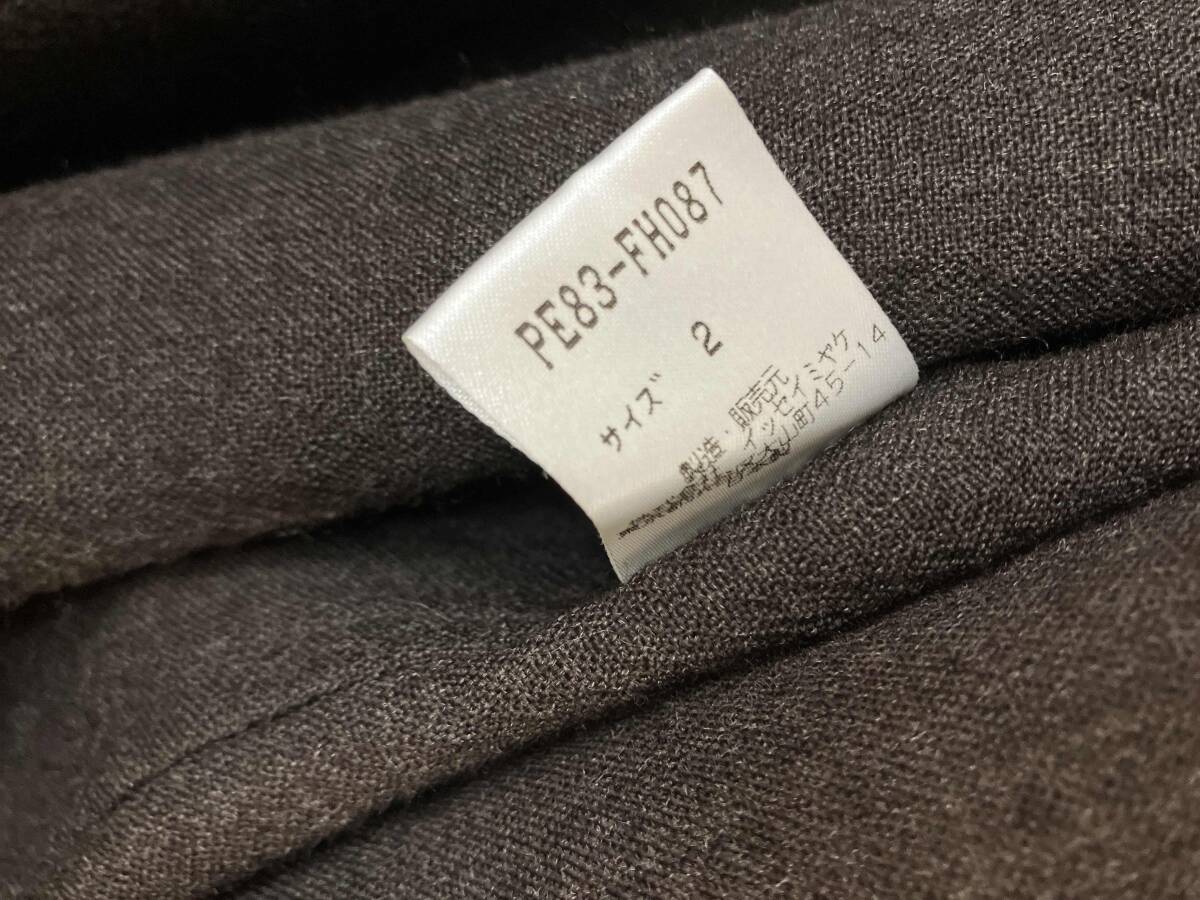 PE83-FH087
サイズ 2
製造・販売元
イッセイミヤケ
町45-14